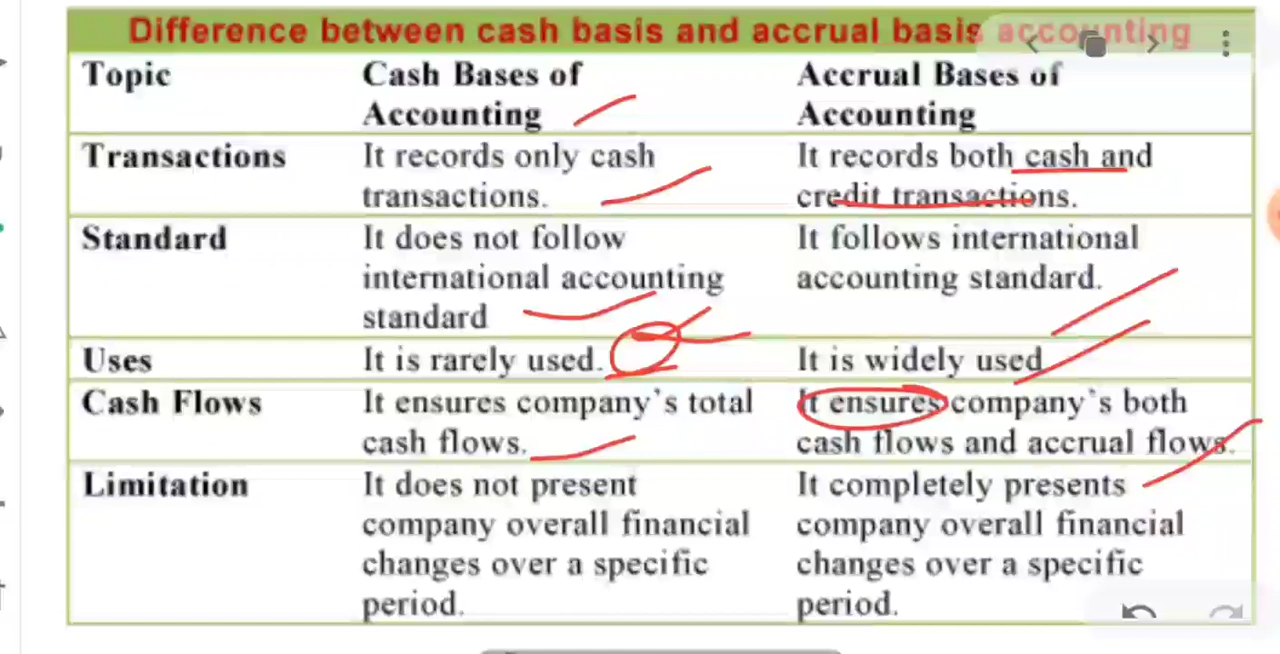 Difference between cash basis and accrual basis accounting
Topic Cash Bases of Accrual Bases of
Accounting Accounting
Transactions It records only cash It records both cash and
transactions. credit transactions.
Standard It does not follow It follows international
international accounting accounting standard.
standard
Uses It is rarely used. It is widely used
Cash Flows It ensures company`s total It ensures company`s both
cash flows. cash flows and accrual flows.
Limitation It does not present It completely presents
company overall financial company overall financial
changes over a specific changes over a specific
period. period.